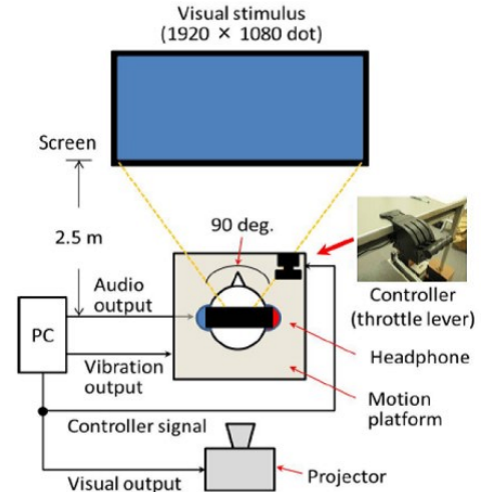 Visual stimulus
(1920 × 1080 dot)
Screen
90 deg.
2.5 m
Audio
output
Controller
(throttle lever)
PC
Headphone
Vibration
output
Motion
platform
Controller signal
Visual output
Projector